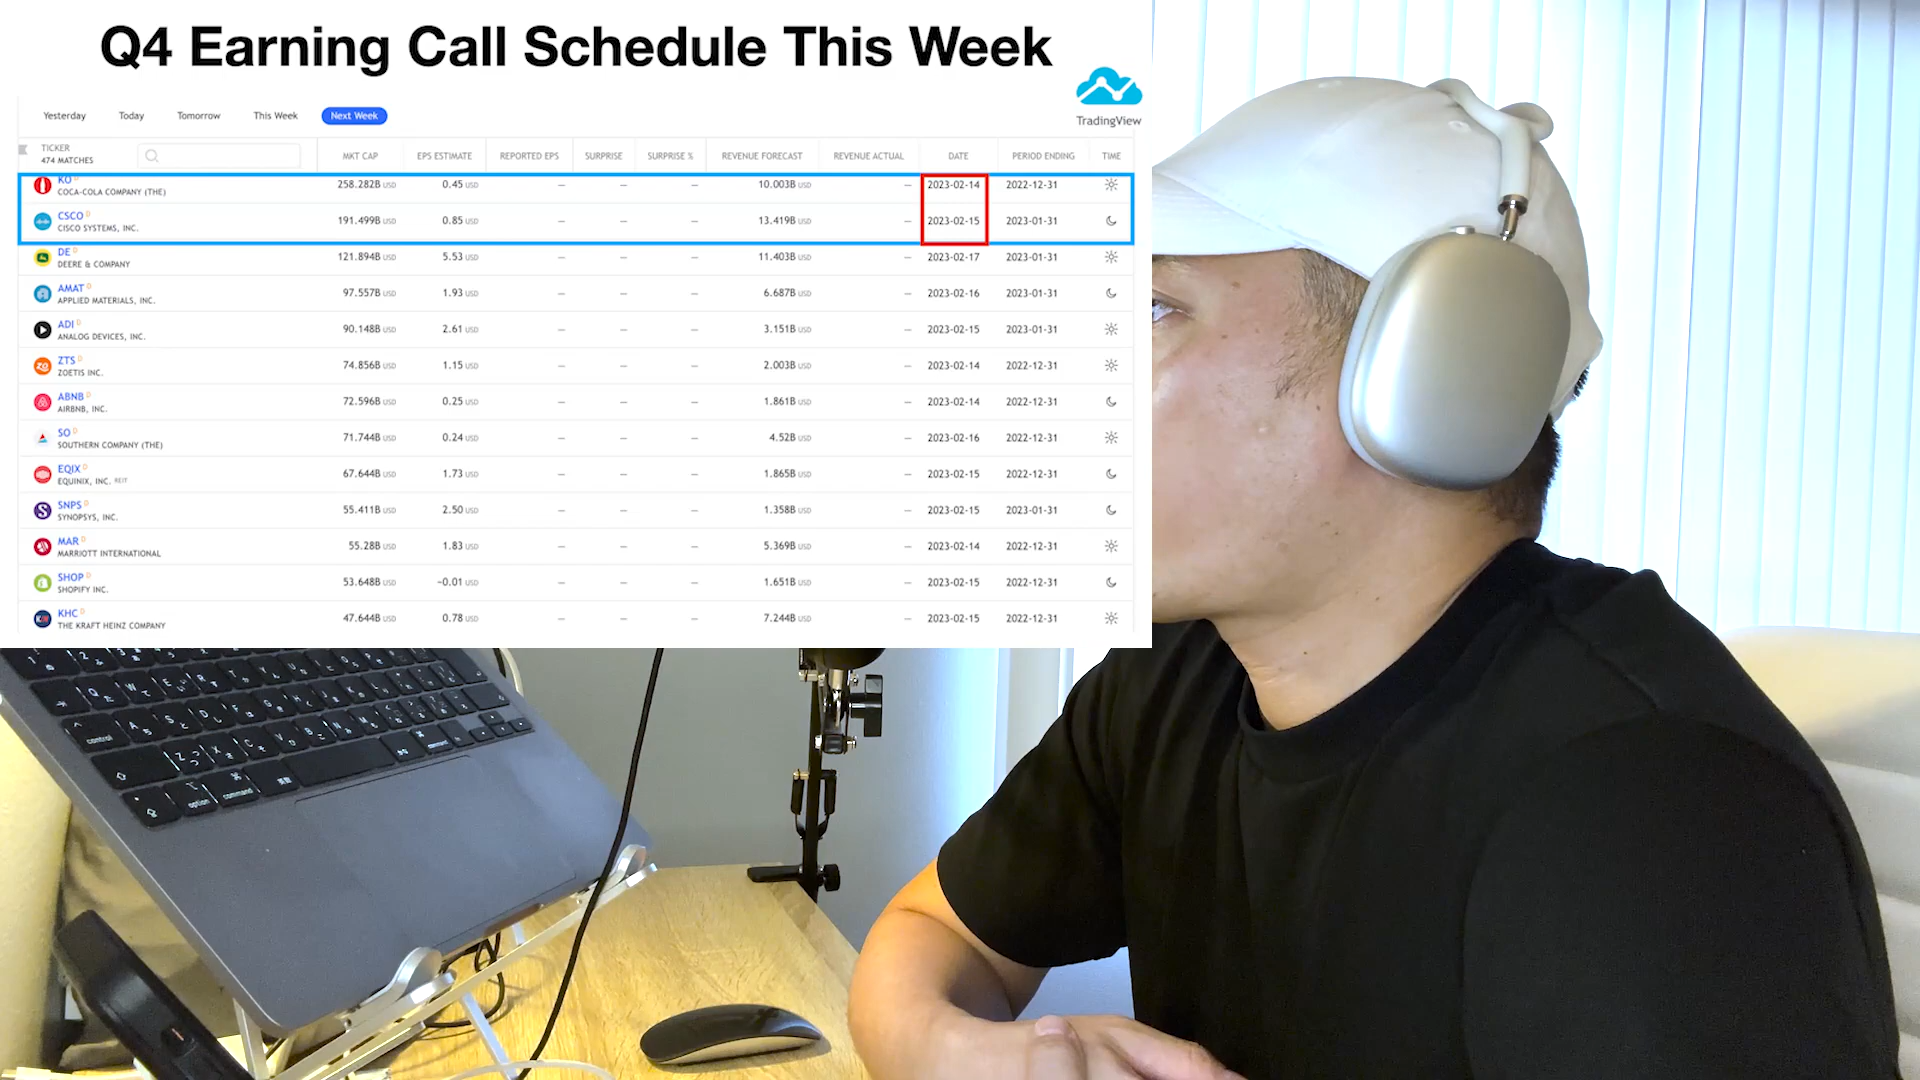 Q4 Earning Call Schedule This Week
TradingView
Yesterday Today Tomorrow This Week Next Week
TICKER
474 MATCHES
MKT CAP EPS ESTIMATE REPORTED EPS SURPRISE SURPRISE % REVENUE FORECAST REVENUE ACTUAL DATE PERIOD ENDING TIME
KO D 258.282B USD 0.45 USD — — — 10.003B USD — 2023-02-14 2022-12-31
COCA-COLA COMPANY (THE)
CSCO D 191.499B USD 0.85 USD — — — 13.419B USD — 2023-02-15 2023-01-31
CISCO SYSTEMS, INC.
DE D 121.894B USD 5.53 USD — — — 11.403B USD — 2023-02-17 2023-01-31
DEERE & COMPANY
AMAT D 97.557B USD 1.93 USD — — — 6.687B USD — 2023-02-16 2023-01-31
APPLIED MATERIALS, INC.
ADI D 90.148B USD 2.61 USD — — — 3.151B USD — 2023-02-15 2023-01-31
ANALOG DEVICES, INC.
ZTS D 74.856B USD 1.15 USD — — — 2.003B USD — 2023-02-14 2022-12-31
ZOETIS INC.
ABNB D 72.596B USD 0.25 USD — — — 1.861B USD — 2023-02-14 2022-12-31
AIRBNB, INC.
SO D 71.744B USD 0.24 USD — — — 4.52B USD — 2023-02-16 2022-12-31
SOUTHERN COMPANY (THE)
EQIX D 67.644B USD 1.73 USD — — — 1.865B USD — 2023-02-15 2022-12-31
EQUINIX, INC. REIT
SNPS D 55.411B USD 2.50 USD — — — 1.358B USD — 2023-02-15 2023-01-31
SYNOPSYS, INC.
MAR D 55.28B USD 1.83 USD — — — 5.369B USD — 2023-02-14 2022-12-31
MARRIOTT INTERNATIONAL
SHOP D 53.648B USD −0.01 USD — — — 1.651B USD — 2023-02-15 2022-12-31
SHOPIFY INC.
KHC D 47.644B USD 0.78 USD — — — 7.244B USD — 2023-02-15 2022-12-31
THE KRAFT HEINZ COMPANY
control
option command
command